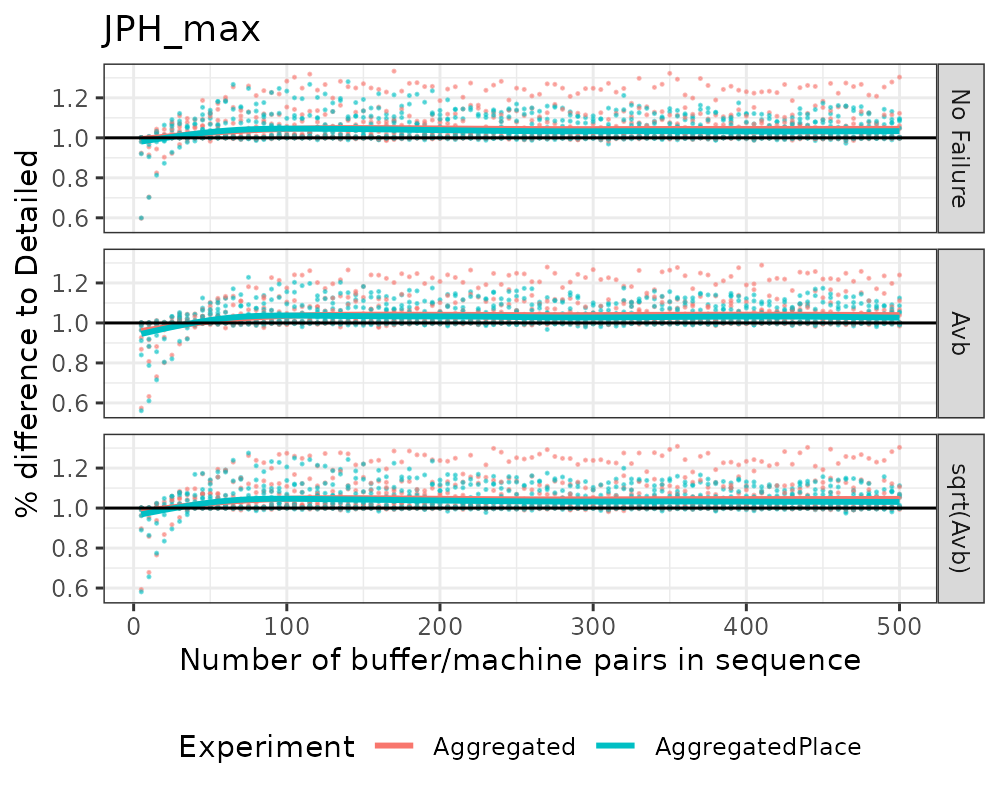 JPH_max
% difference to Detailed
1.2
1.0
0.8
0.6
No Failure
1.2
1.0
0.8
0.6
Avb
1.2
1.0
0.8
0.6
sqrt(Avb)
0 100 200 300 400 500
Number of buffer/machine pairs in sequence
Experiment Aggregated AggregatedPlace